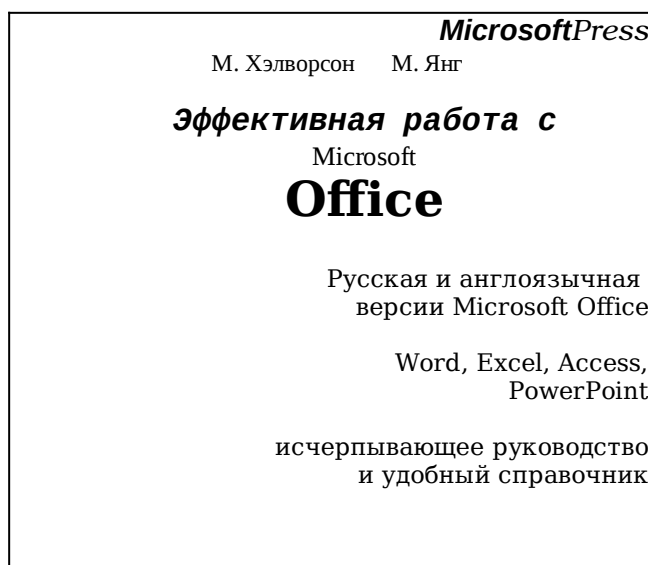 MicrosoftPress
М. Хэлворсон М. Янг
Эффективная работа с
Microsoft
Office
Русская и англоязычная
версии Microsoft Office
Word, Excel, Access,
PowerPoint
исчерпывающее руководство
и удобный справочник